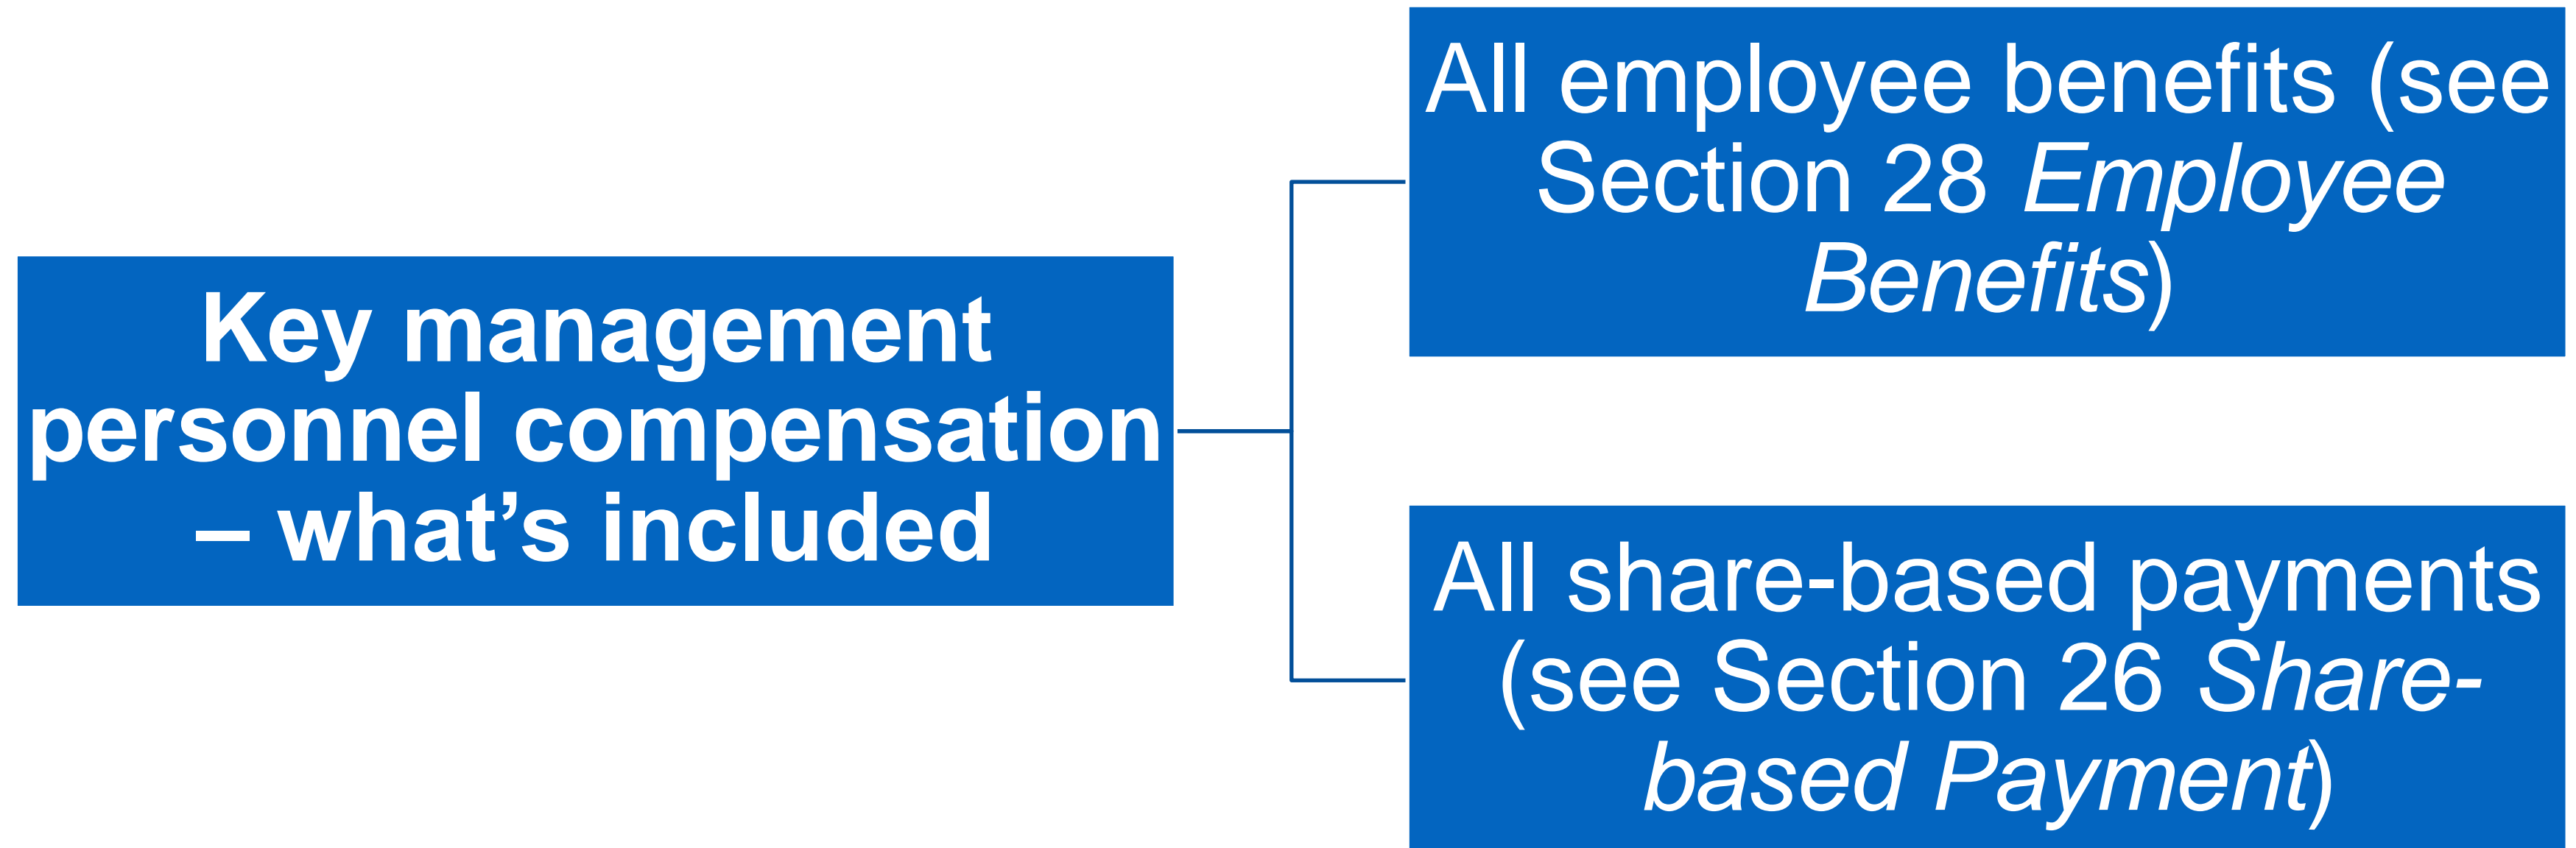 Key management
personnel compensation
– what’s included
All employee benefits (see
Section 28 Employee
Benefits)
All share-based payments
(see Section 26 Share-
based Payment)